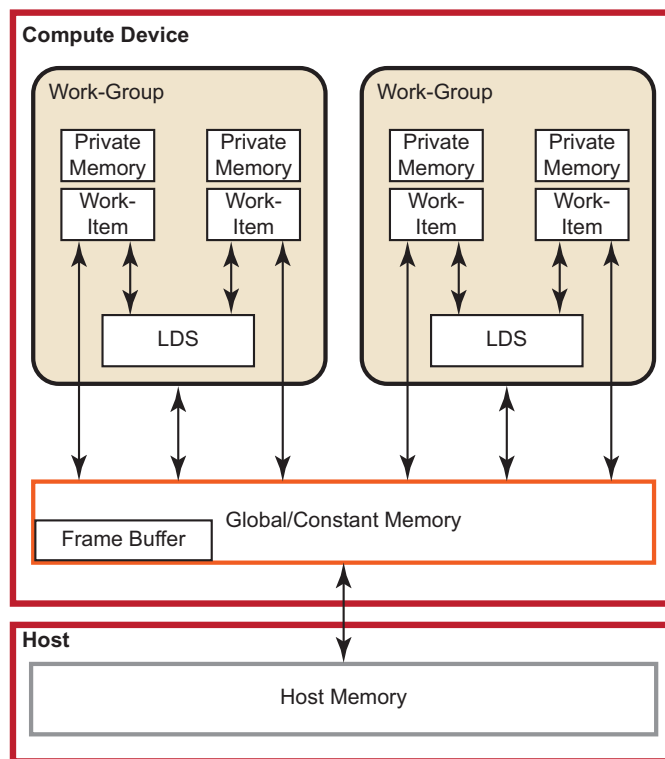 Compute Device
Work-Group
Work-Group
Private
Memory
Private
Memory
Private
Memory
Private
Memory
Work-
Item
Work-
Item
Work-
Item
Work-
Item
LDS
LDS
Global/Constant Memory
Frame Buffer
Host
Host Memory